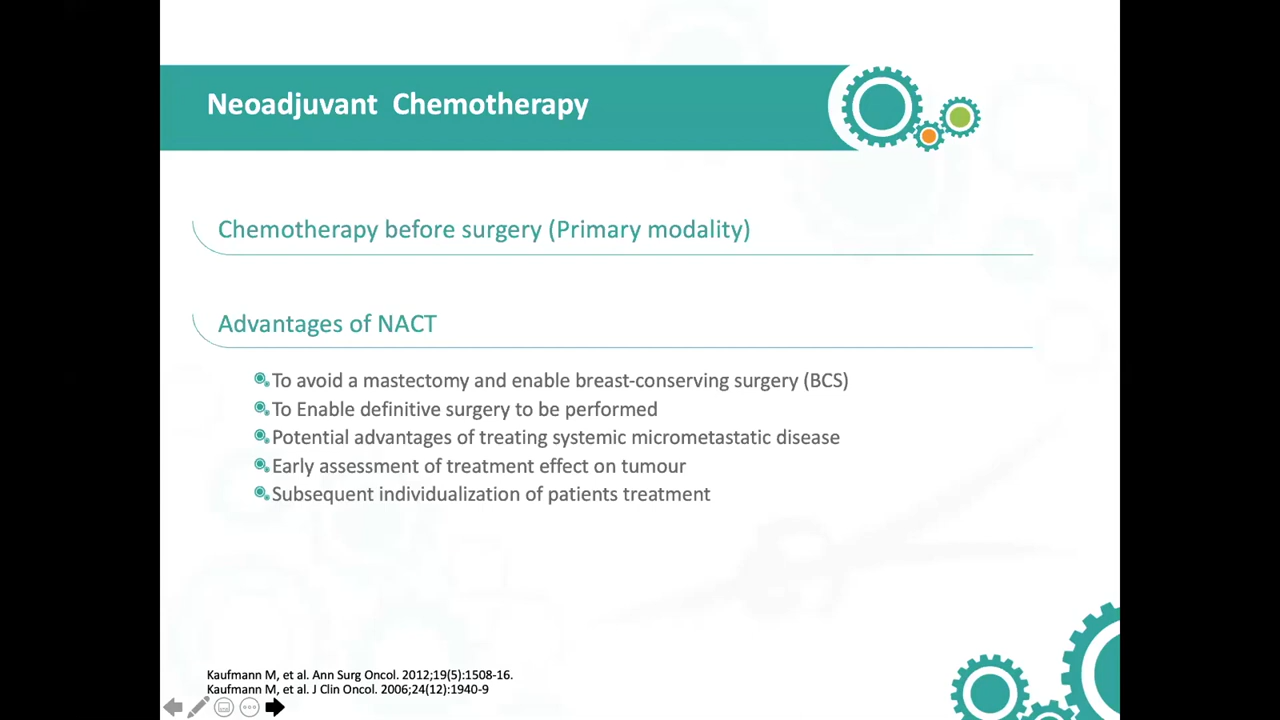 Neoadjuvant Chemotherapy
Chemotherapy before surgery (Primary modality)
Advantages of NACT
To avoid a mastectomy and enable breast-conserving surgery (BCS)
To Enable definitive surgery to be performed
Potential advantages of treating systemic micrometastatic disease
Early assessment of treatment effect on tumour
Subsequent individualization of patients treatment
Kaufmann M, et al. Ann Surg Oncol. 2012;19(5):1508-16.
Kaufmann M, et al. J Clin Oncol. 2006;24(12):1940-9